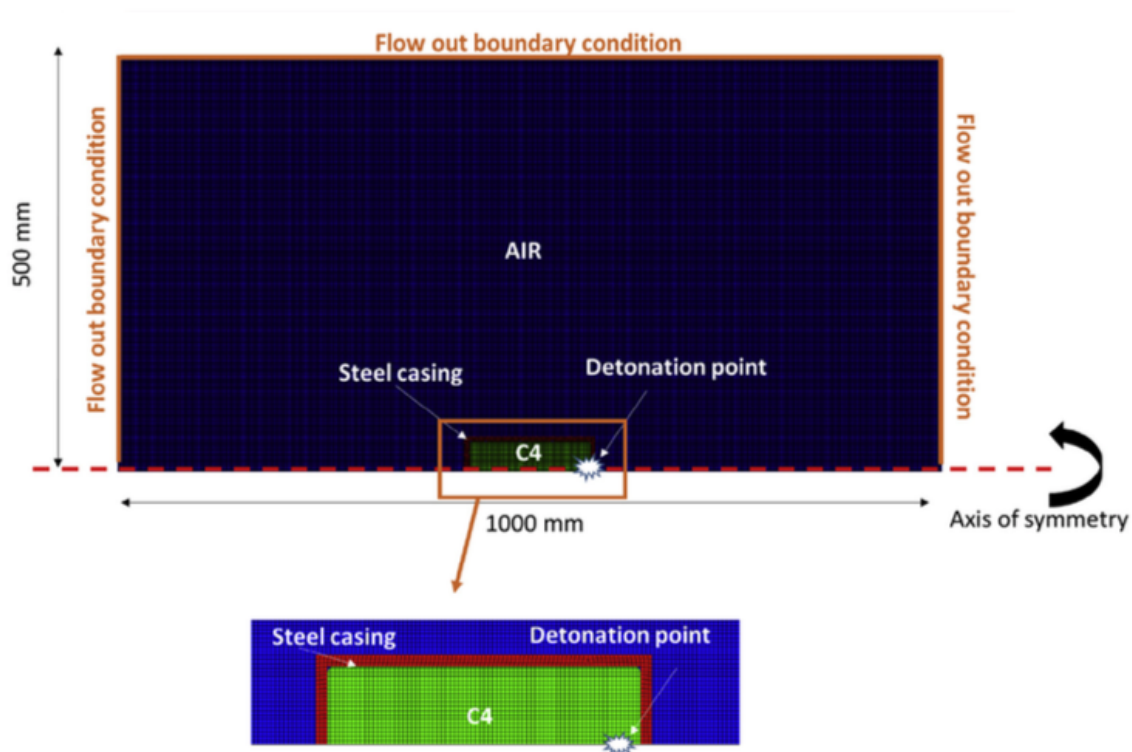 Flow out boundary condition
Flow out boundary condition
Flow out boundary condition
500 mm
AIR
Steel casing
Detonation point
C4
1000 mm
Axis of symmetry
Steel casing
Detonation point
C4